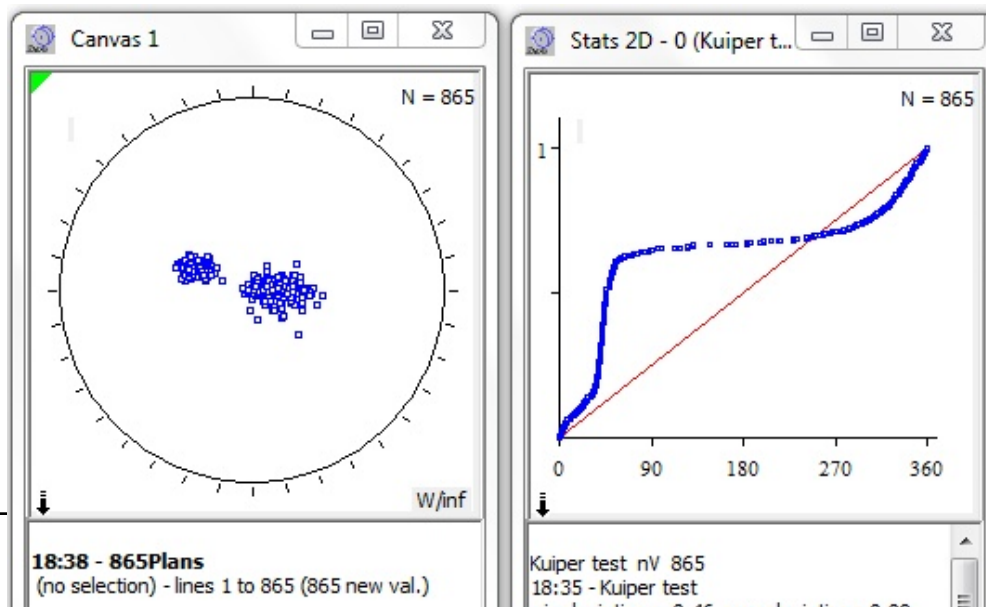 Canvas 1
N = 865
W/inf
18:38 - 865Plans
(no selection) - lines 1 to 865 (865 new val.)
Stats 2D - 0 (Kuiper t...
N = 865
1
0 90 180 270 360
Kuiper test nV 865
18:35 - Kuiper test